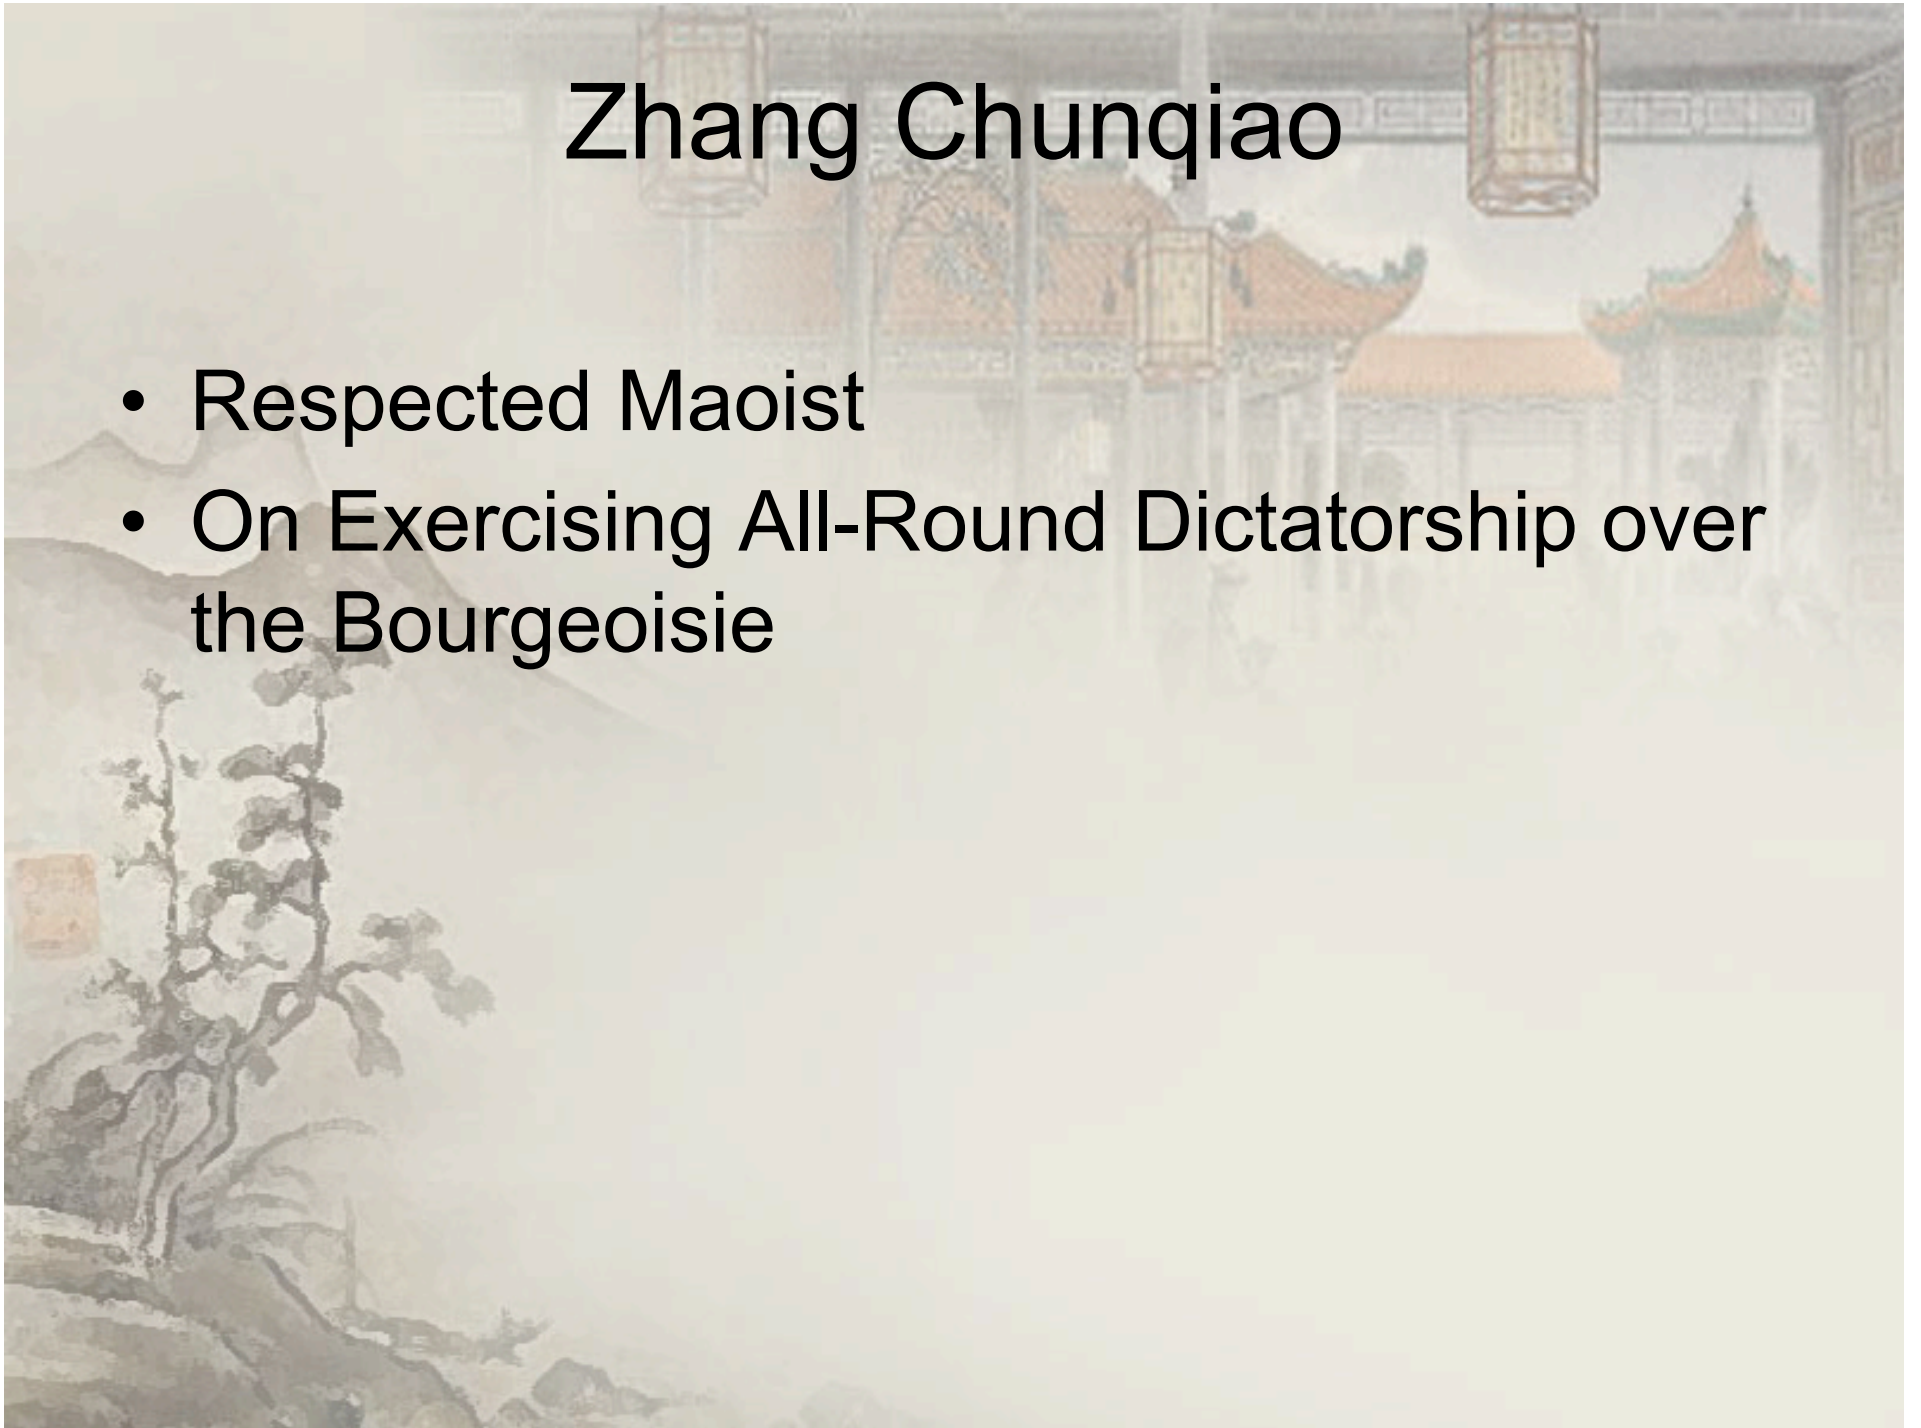 Zhang Chunqiao
• Respected Maoist
• On Exercising All-Round Dictatorship over
the Bourgeoisie